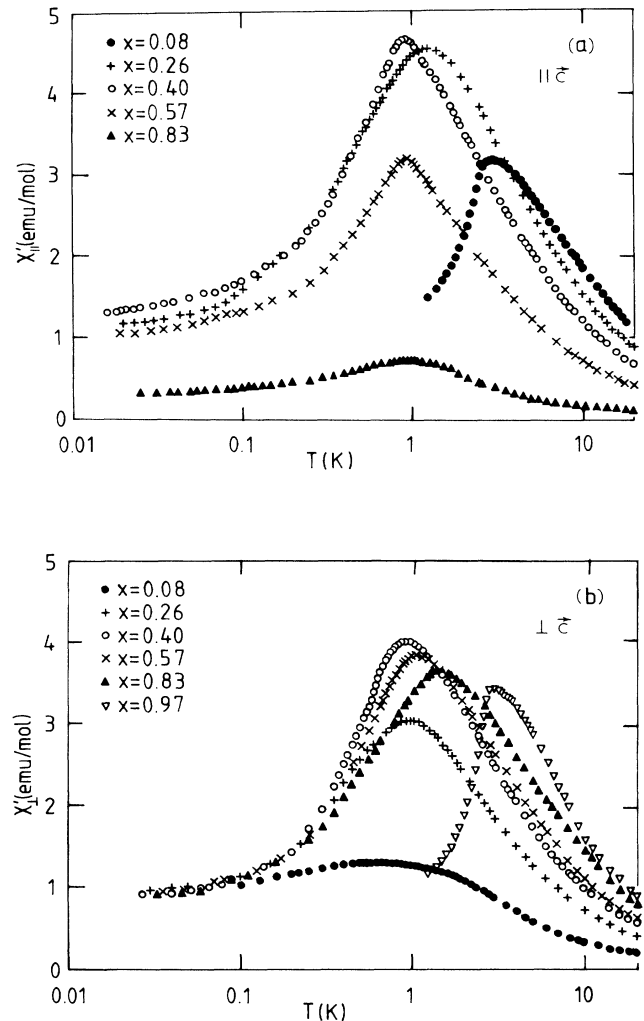 5
4
3
2
1
0
χ'∥(emu/mol)
● x=0.08
+ x=0.26
○ x=0.40
× x=0.57
▲ x=0.83
(a)
∥ c⃗
0.01 0.1 1 10
T(K)
5
4
3
2
1
0
χ'⊥(emu/mol)
● x=0.08
+ x=0.26
○ x=0.40
× x=0.57
▲ x=0.83
▽ x=0.97
(b)
⊥ c⃗
0.01 0.1 1 10
T(K)